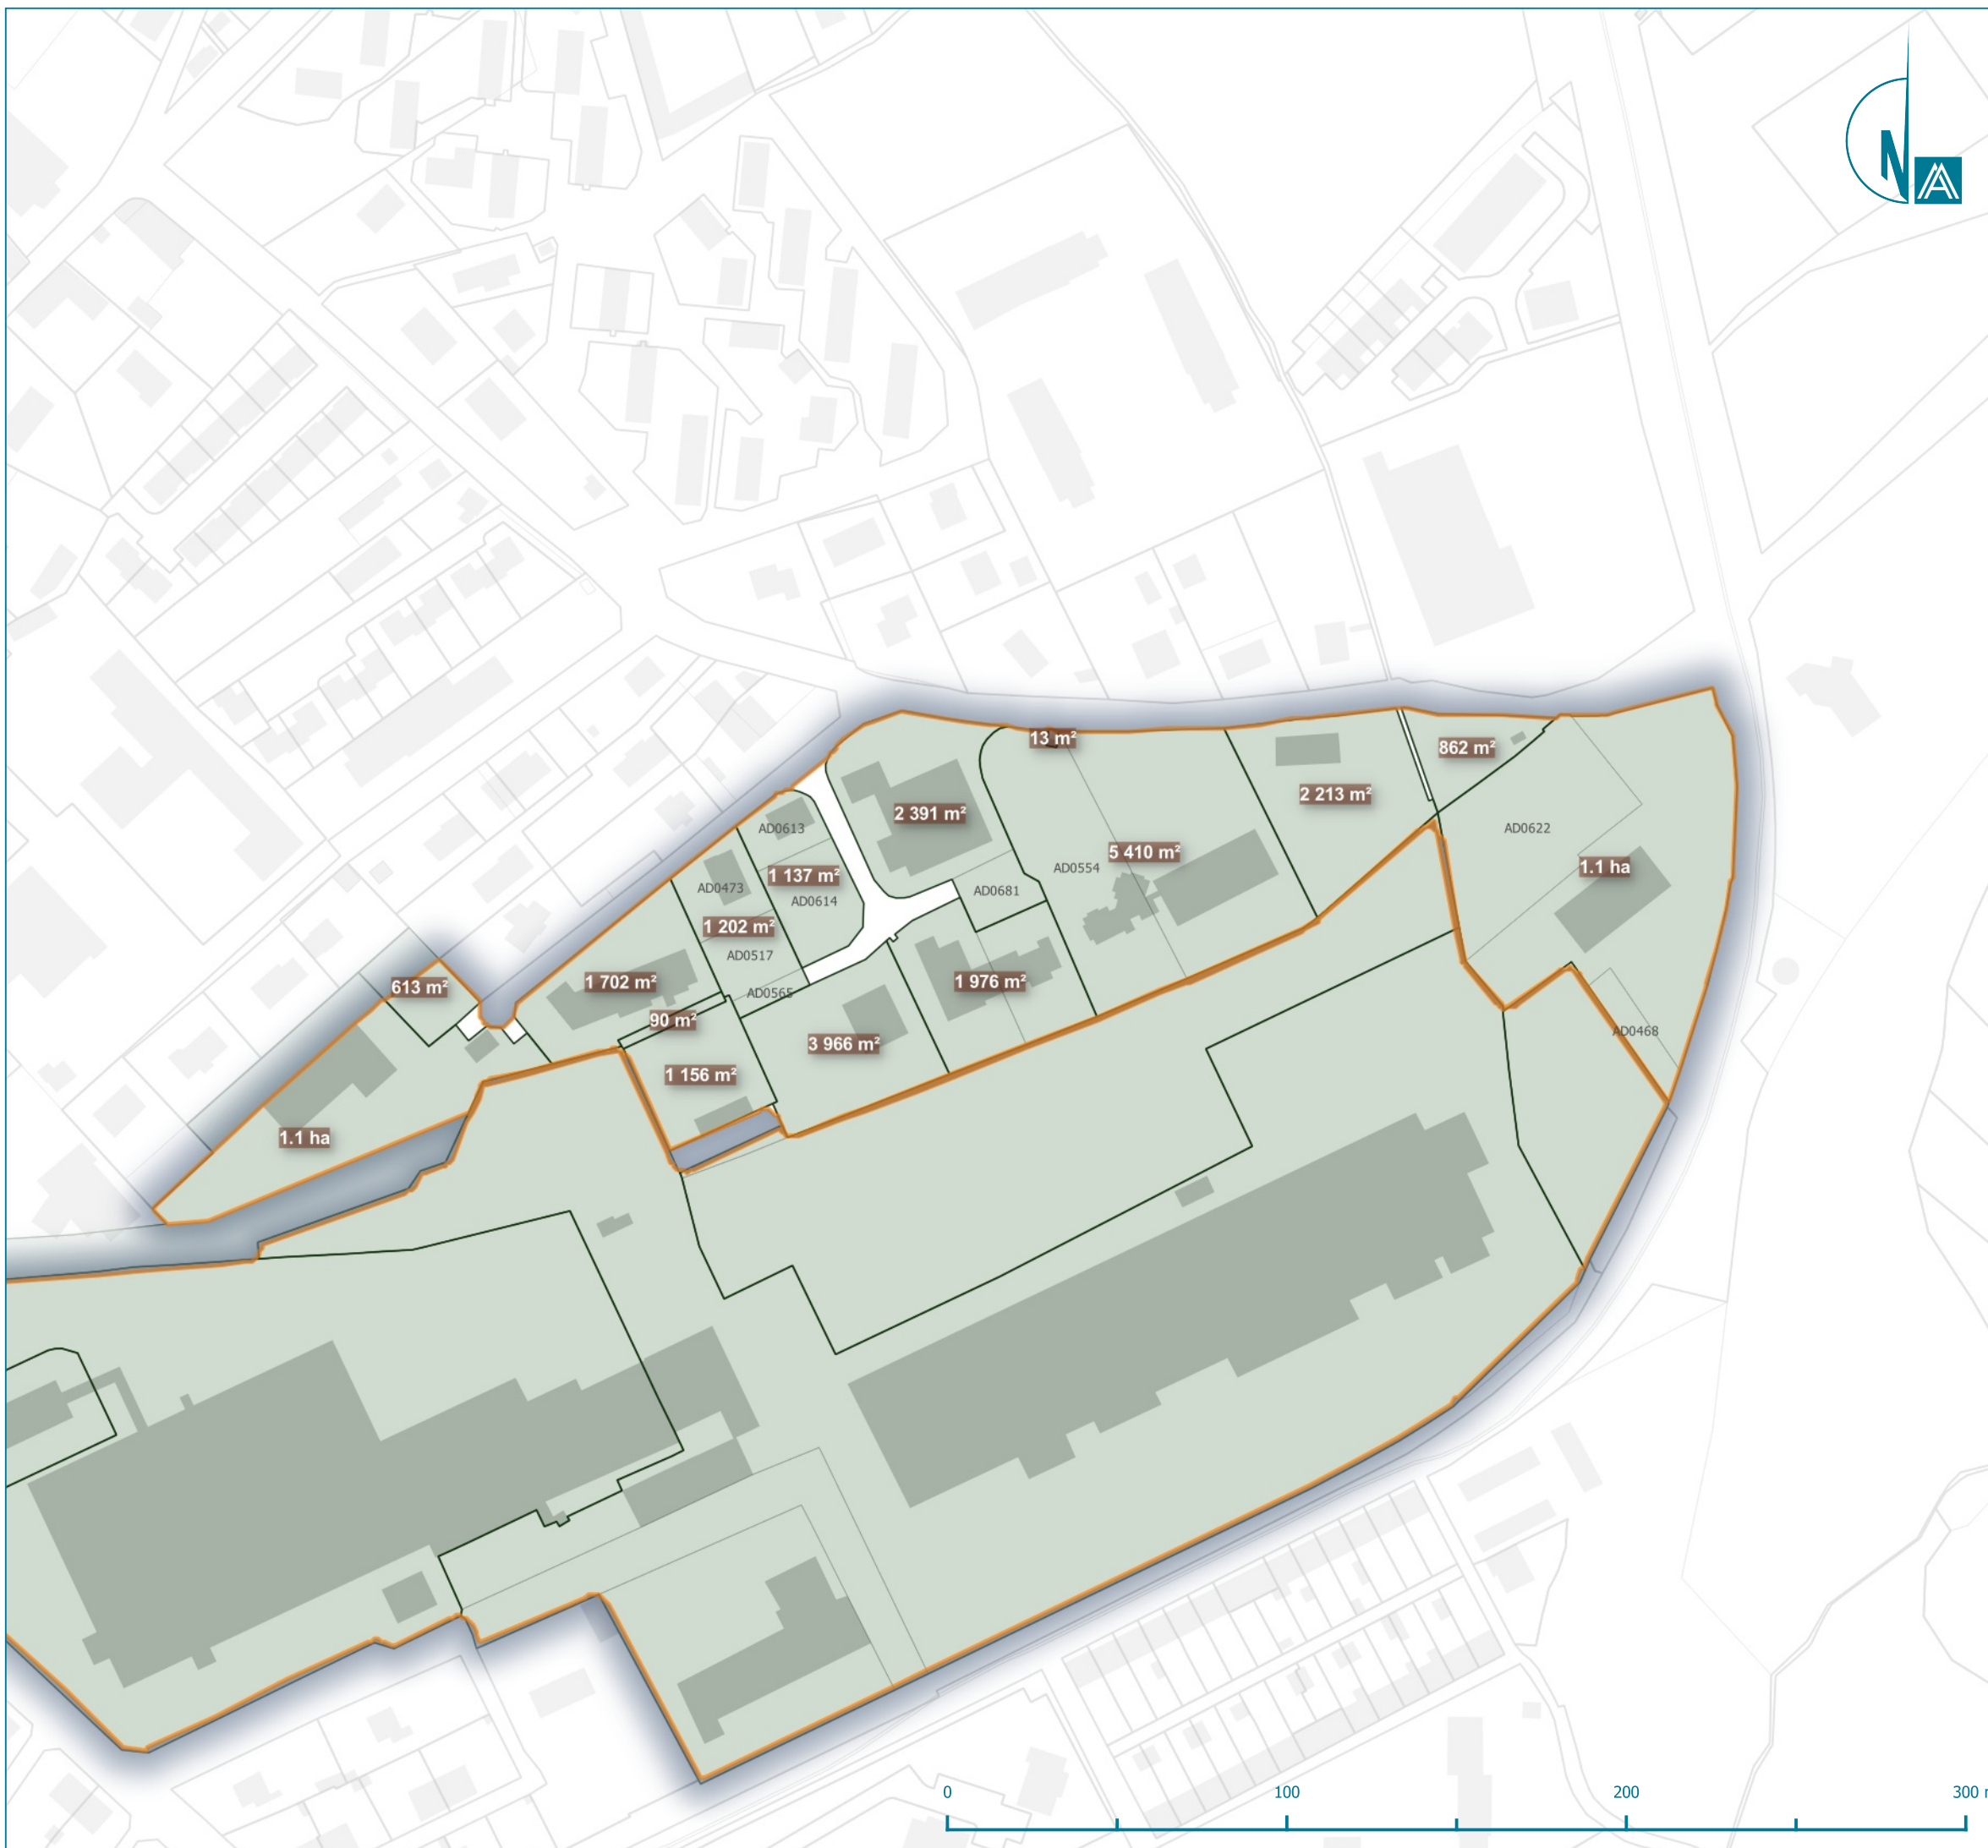 N
13 m²
862 m²
2 213 m²
2 391 m²
AD0613
AD0622
5 410 m²
1.1 ha
AD0554
1 137 m²
AD0473
AD0681
AD0614
1 202 m²
AD0517
1 702 m²
1 976 m²
613 m²
AD0565
90 m²
AD0468
3 966 m²
1 156 m²
1.1 ha
0
100
200
300